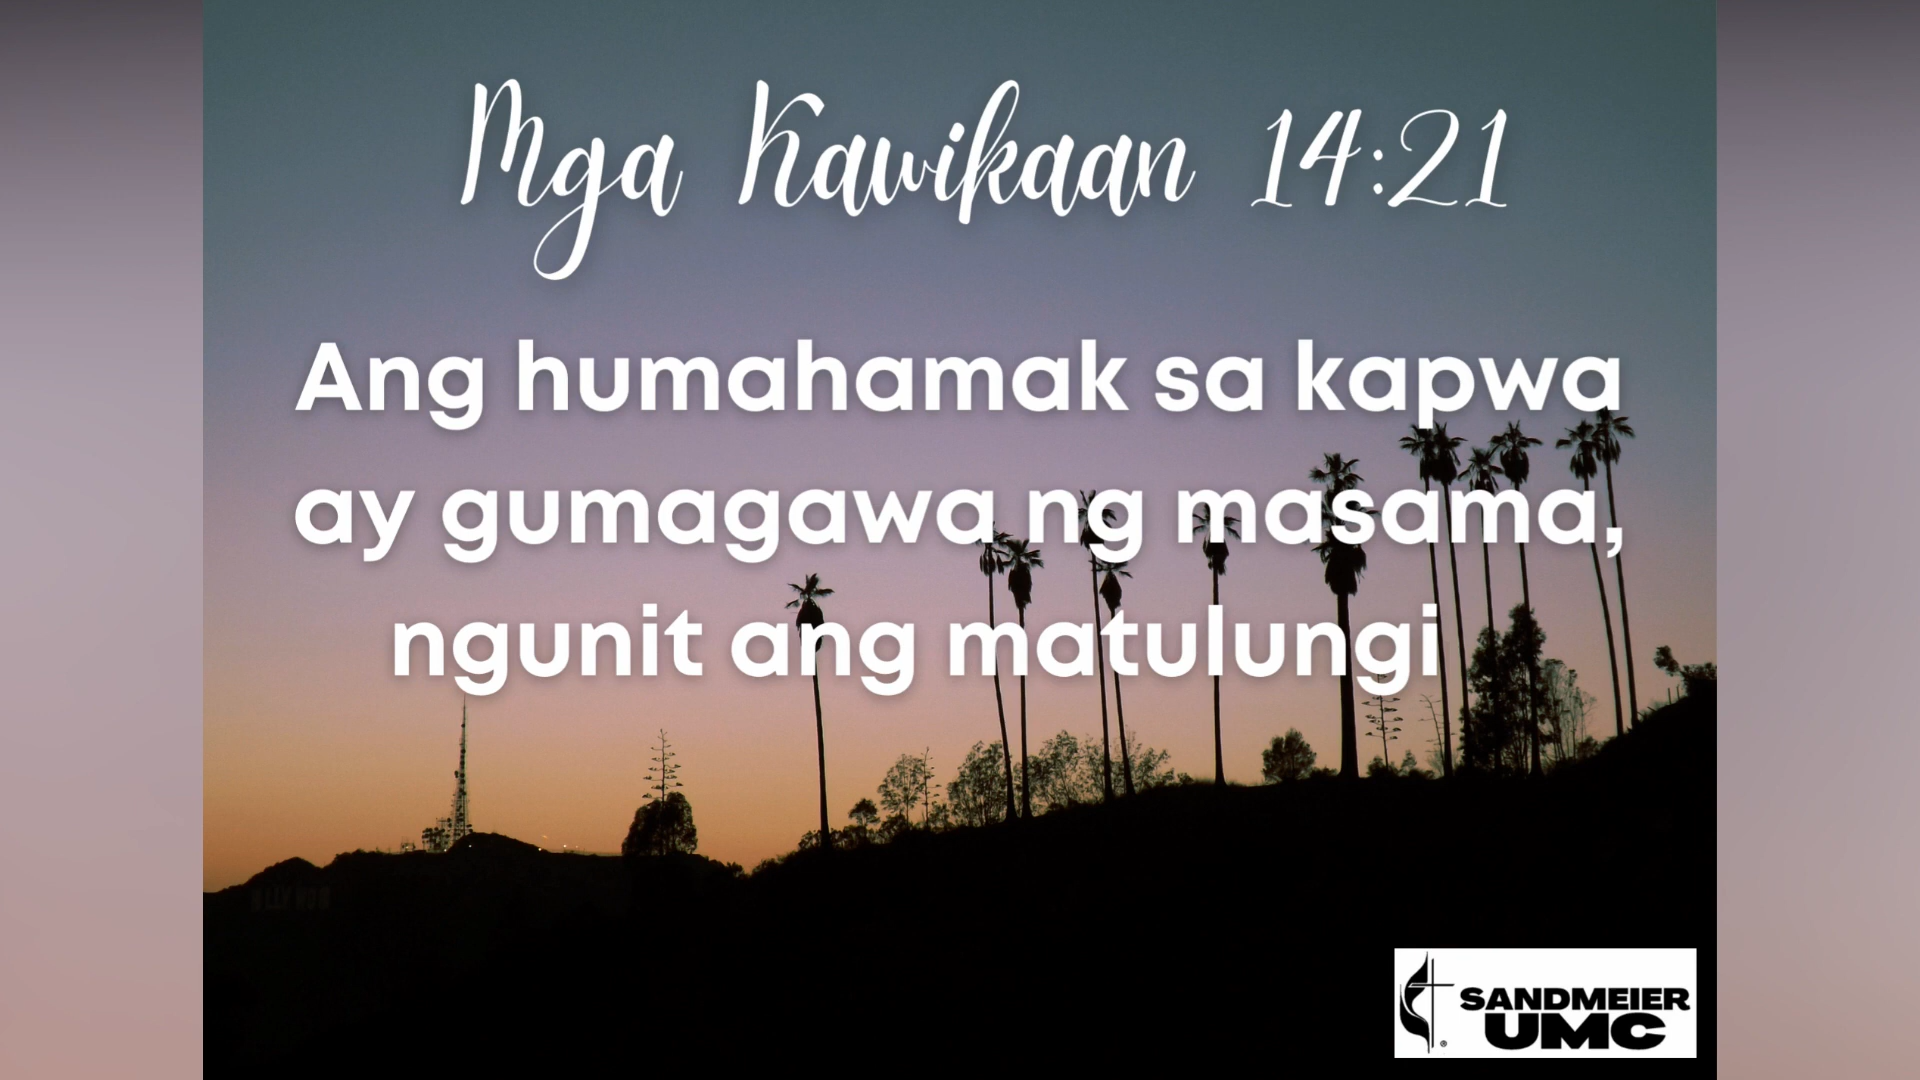 Mga Kawikaan 14:21
Ang humahamak sa kapwa
ay gumagawa ng masama,
ngunit ang matulungi
SANDMEIER
UMC